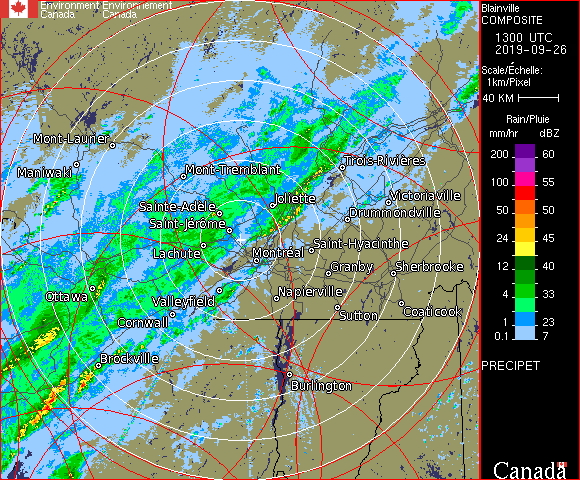 Environment Environnement
Canada Canada
Blainville
COMPOSITE
1300 UTC
2019-09-26
Scale/Échelle:
1km/Pixel
40 KM
Rain/Pluie
mm/hr dBZ
200 60
100 55
50 50
24 45
12 40
4 33
1 23
0.1 7
PRECIPET
Canada
Mont-Laurier
Maniwaki
Mont-Tremblant
Trois-Rivières
Sainte-Adèle
Joliette
Victoriaville
Saint-Jérôme
Drummondville
Lachute
Montréal
Saint-Hyacinthe
Granby
Sherbrooke
Ottawa
Valleyfield
Napierville
Cornwall
Sutton
Coaticook
Brockville
Burlington